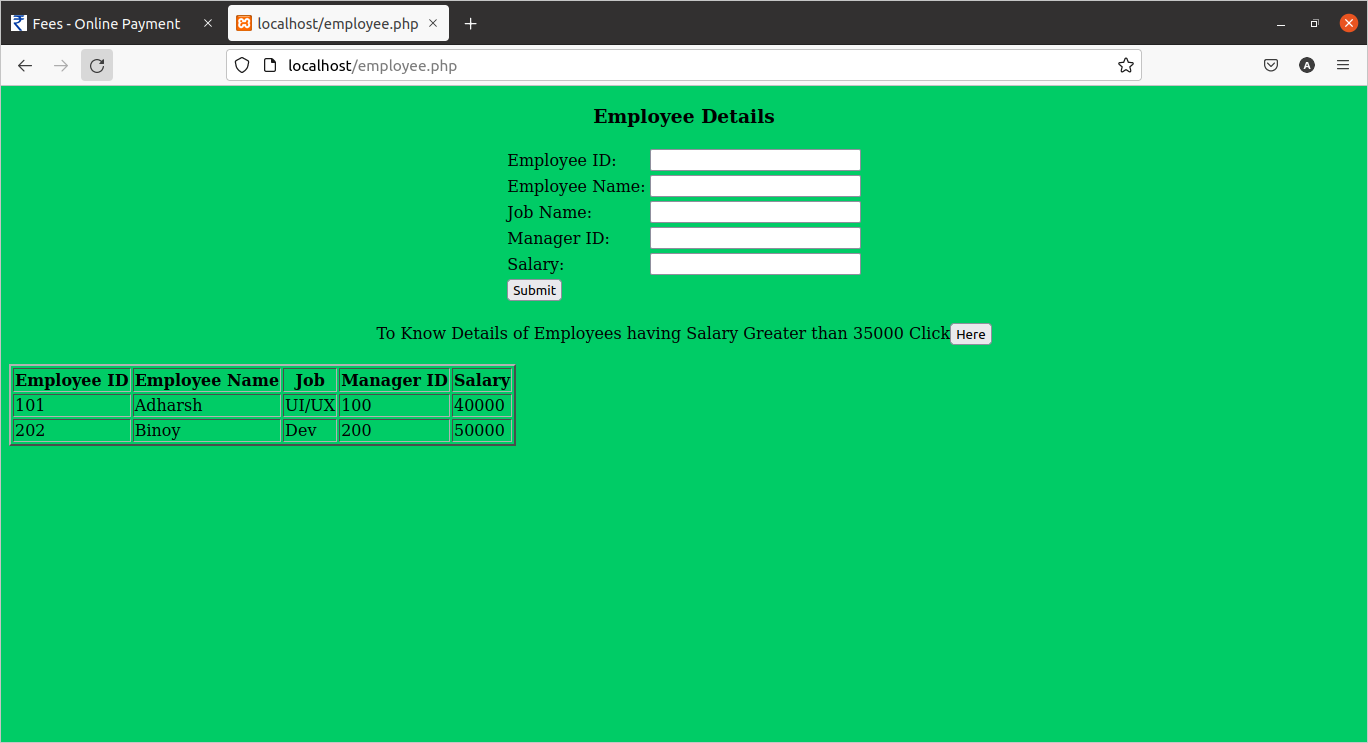 Fees - Online Payment localhost/employee.php
localhost/employee.php A
Employee Details
Employee ID:
Employee Name:
Job Name:
Manager ID:
Salary:
Submit
To Know Details of Employees having Salary Greater than 35000 Click Here
Employee ID Employee Name Job Manager ID Salary
101 Adharsh UI/UX 100 40000
202 Binoy Dev 200 50000